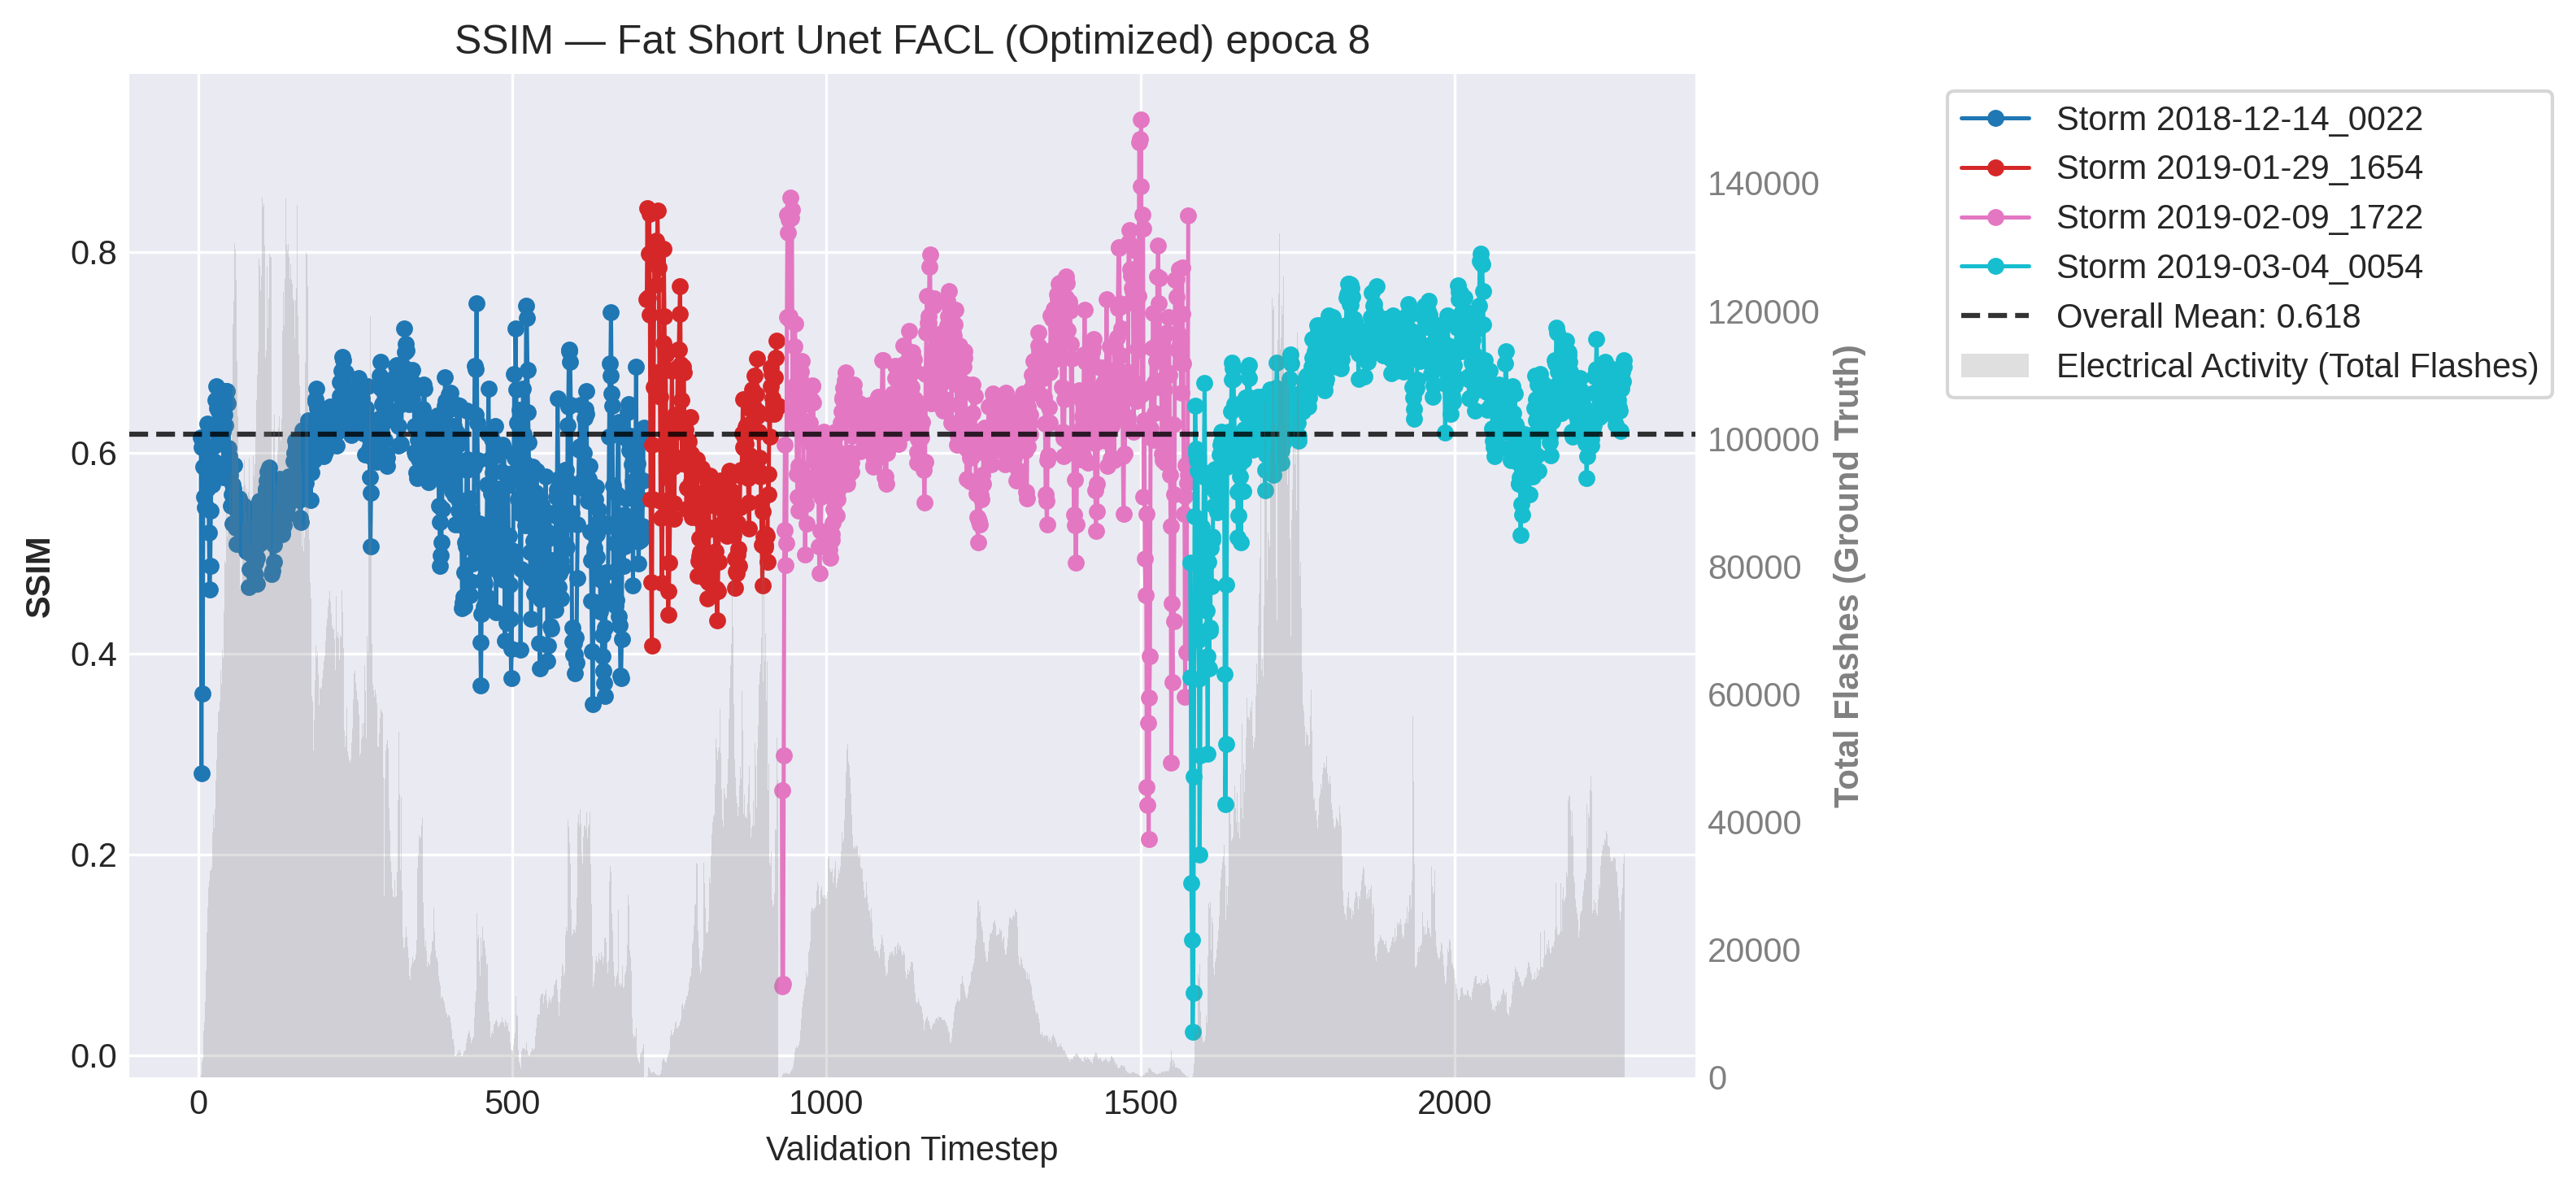 SSIM — Fat Short Unet FACL (Optimized) epoca 8
SSIM
0.8
0.6
0.4
0.2
0.0
0
500
1000
1500
2000
Validation Timestep
140000
120000
100000
80000
60000
40000
20000
0
Total Flashes (Ground Truth)
Storm 2018-12-14_0022
Storm 2019-01-29_1654
Storm 2019-02-09_1722
Storm 2019-03-04_0054
Overall Mean: 0.618
Electrical Activity (Total Flashes)